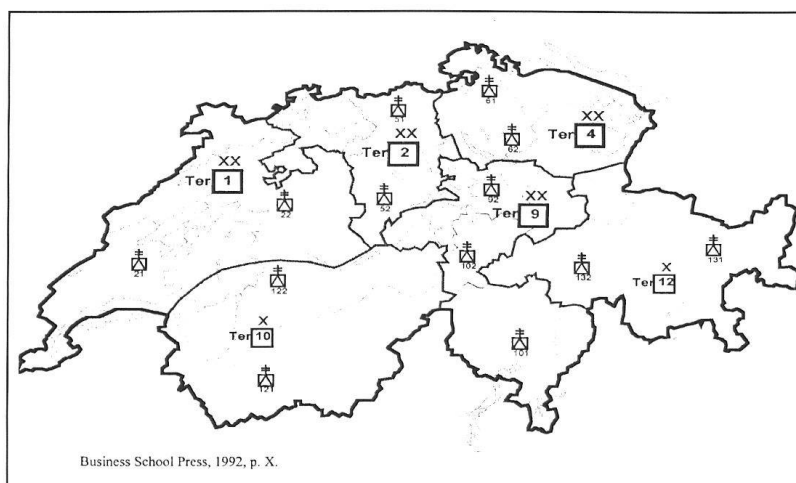 61
51
XX
Ter 4
XX
Ter 2
62
XX
Ter 1
92
52
XX
Ter 9
22
21
102
131
132
X
Ter 12
122
X
Ter 10
101
121
Business School Press, 1992, p. X.